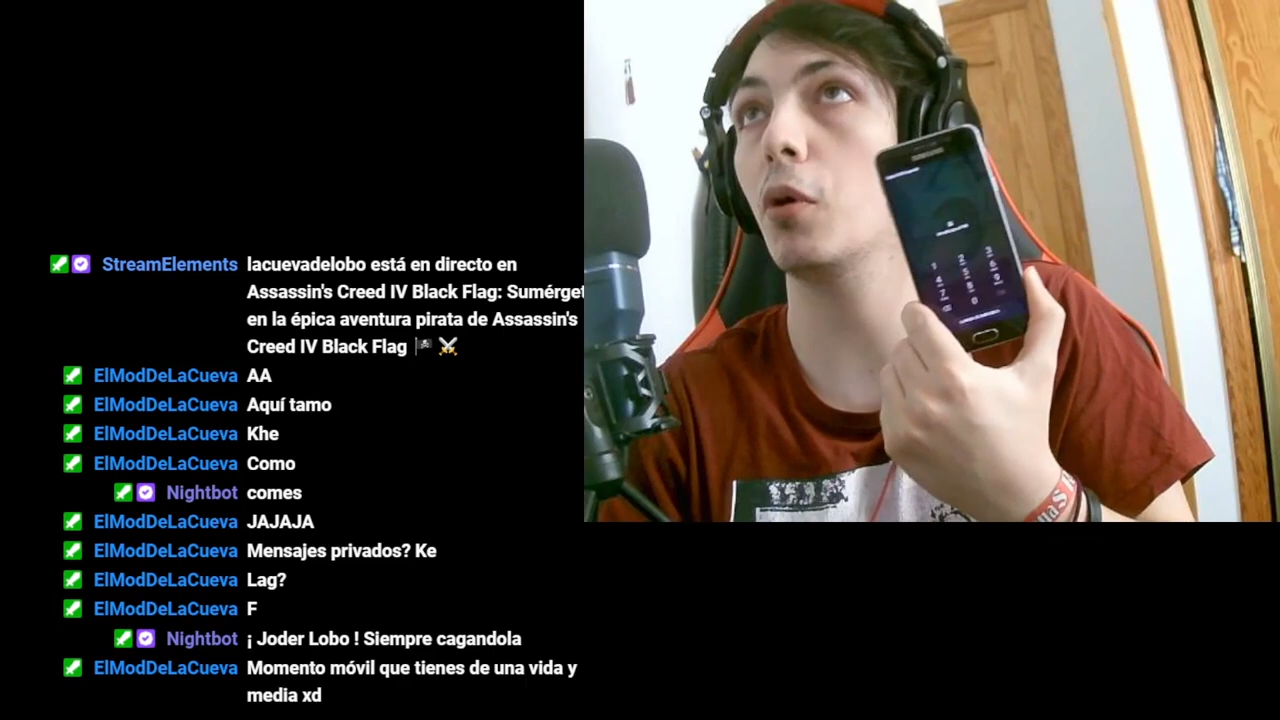 StreamElements lacuevadelobo está en directo en
Assassin's Creed IV Black Flag: Sumérget
en la épica aventura pirata de Assassin's
Creed IV Black Flag 🏴‍☠️ ⚔️
ElModDeLaCueva AA
ElModDeLaCueva Aquí tamo
ElModDeLaCueva Khe
ElModDeLaCueva Como
Nightbot comes
ElModDeLaCueva JAJAJA
ElModDeLaCueva Mensajes privados? Ke
ElModDeLaCueva Lag?
ElModDeLaCueva F
Nightbot ¡ Joder Lobo ! Siempre cagandola
ElModDeLaCueva Momento móvil que tienes de una vida y
media xd
SAMSUNG